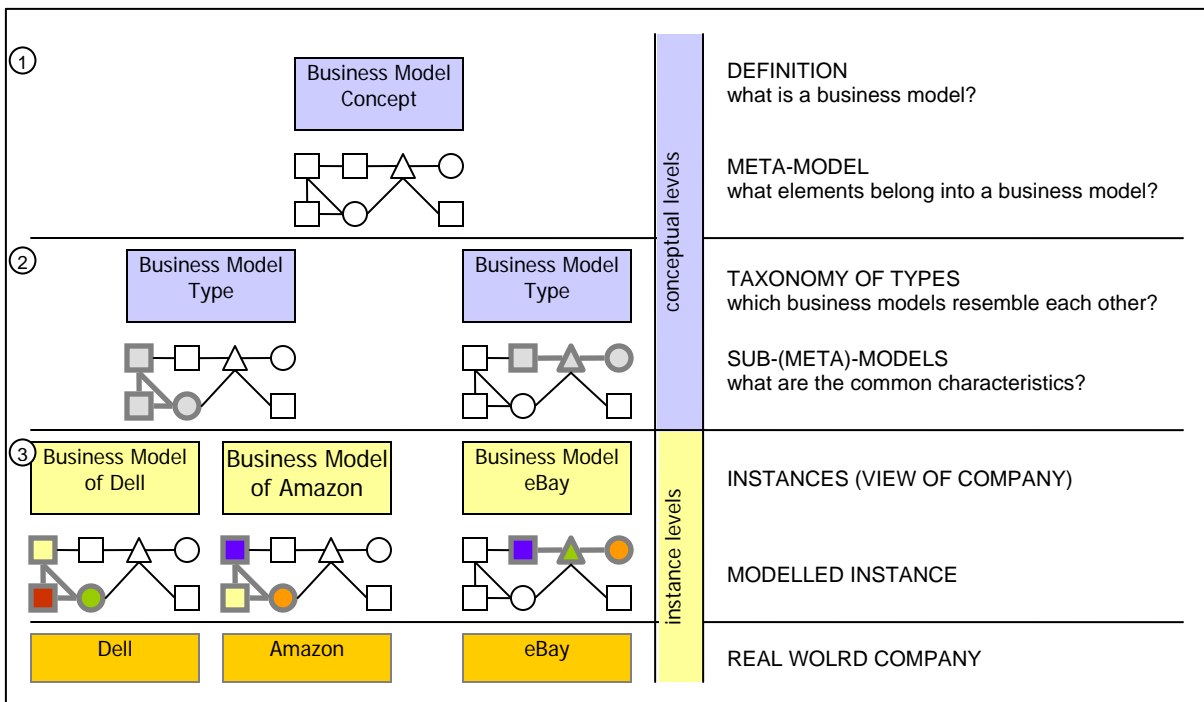 1
Business Model
Concept
DEFINITION
what is a business model?
META-MODEL
what elements belong into a business model?
conceptual levels
2
Business Model
Type
Business Model
Type
TAXONOMY OF TYPES
which business models resemble each other?
SUB-(META)-MODELS
what are the common characteristics?
3
Business Model
of Dell
Business Model
of Amazon
Business Model
eBay
INSTANCES (VIEW OF COMPANY)
instance levels
MODELLED INSTANCE
Dell
Amazon
eBay
REAL WOLRD COMPANY